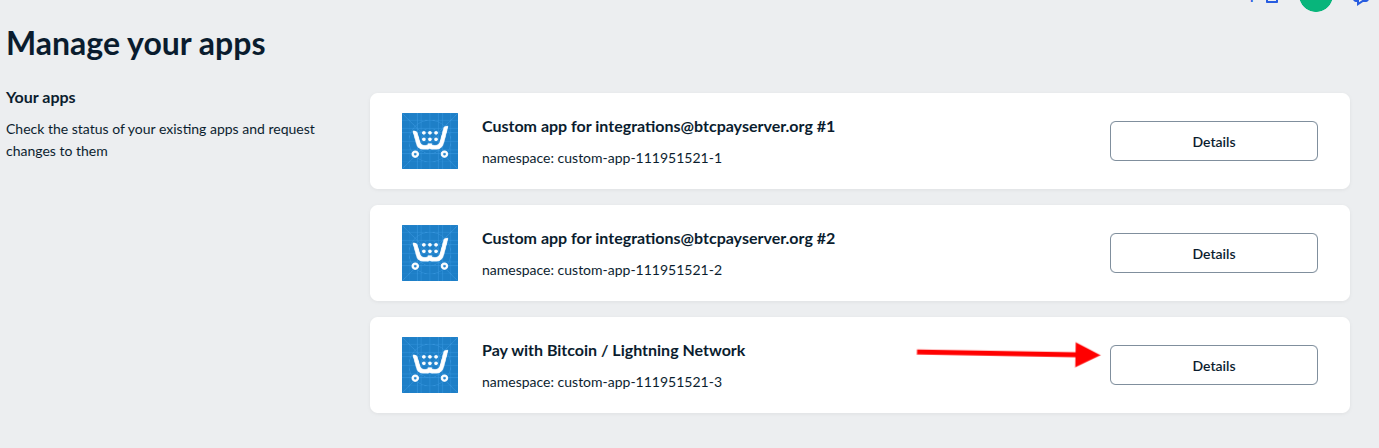 Manage your apps
Your apps
Check the status of your existing apps and request
changes to them
Custom app for integrations@btcpayserver.org #1
namespace: custom-app-111951521-1
Details
Custom app for integrations@btcpayserver.org #2
namespace: custom-app-111951521-2
Details
Pay with Bitcoin / Lightning Network
namespace: custom-app-111951521-3
Details